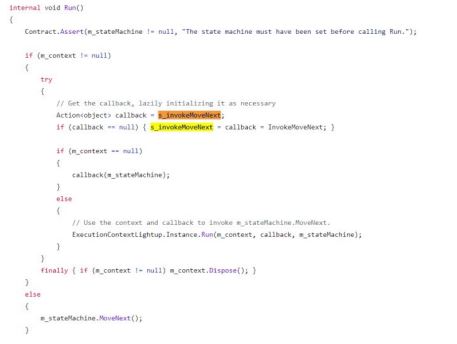 internal void Run()
{
Contract.Assert(m_stateMachine != null, "The state machine must have been set before calling Run.");
if (m_context != null)
{
try
{
// Get the callback, lazily initializing it as necessary
Action<object> callback = s_invokeMoveNext;
if (callback == null) { s_invokeMoveNext = callback = InvokeMoveNext; }
if (m_context == null)
{
callback(m_stateMachine);
}
else
{
// Use the context and callback to invoke m_stateMachine.MoveNext.
ExecutionContextLightup.Instance.Run(m_context, callback, m_stateMachine);
}
}
finally { if (m_context != null) m_context.Dispose(); }
}
else
{
m_stateMachine.MoveNext();
}